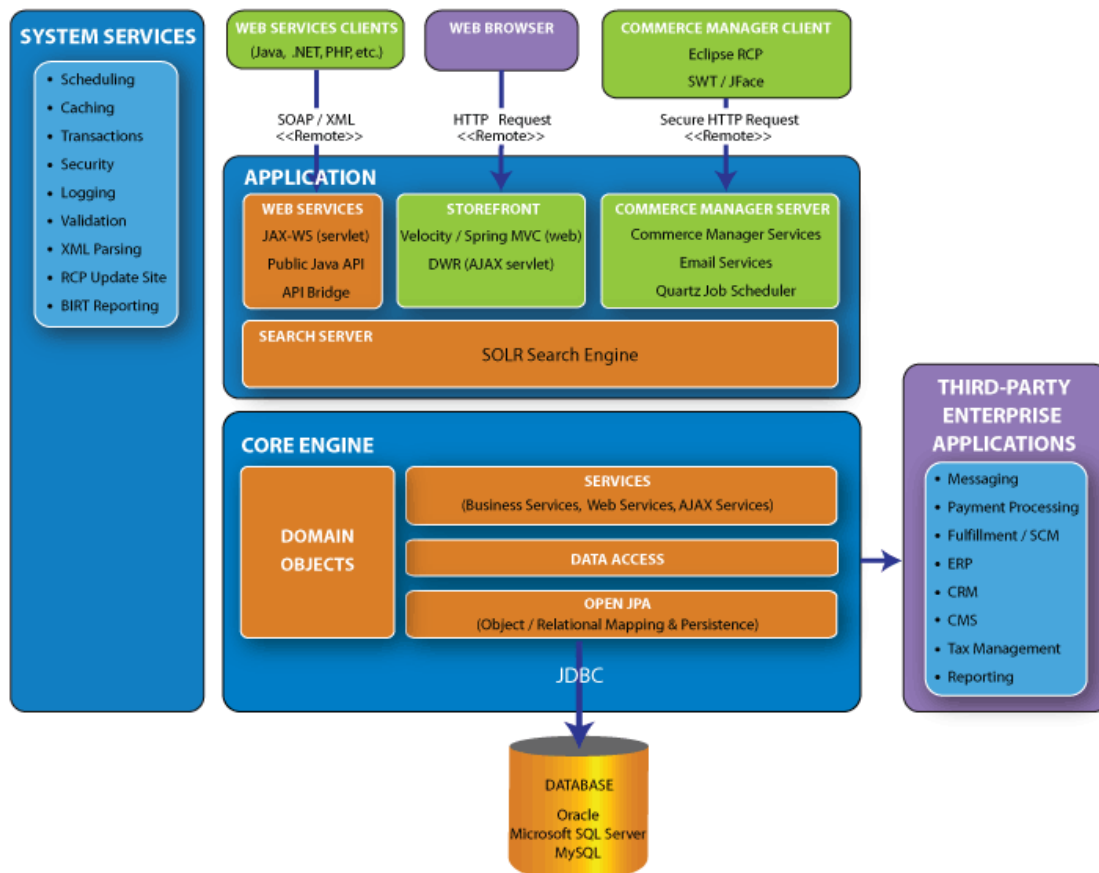 SYSTEM SERVICES
• Scheduling
• Caching
• Transactions
• Security
• Logging
• Validation
• XML Parsing
• RCP Update Site
• BIRT Reporting
WEB SERVICES CLIENTS
(Java, .NET, PHP, etc.)
WEB BROWSER
COMMERCE MANAGER CLIENT
Eclipse RCP
SWT / JFace
SOAP / XML
<<Remote>>
HTTP Request
<<Remote>>
Secure HTTP Request
<<Remote>>
APPLICATION
WEB SERVICES
JAX-WS (servlet)
Public Java API
API Bridge
STOREFRONT
Velocity / Spring MVC (web)
DWR (AJAX servlet)
COMMERCE MANAGER SERVER
Commerce Manager Services
Email Services
Quartz Job Scheduler
SEARCH SERVER
SOLR Search Engine
CORE ENGINE
DOMAIN
OBJECTS
SERVICES
(Business Services, Web Services, AJAX Services)
DATA ACCESS
OPEN JPA
(Object / Relational Mapping & Persistence)
JDBC
THIRD-PARTY
ENTERPRISE
APPLICATIONS
• Messaging
• Payment Processing
• Fulfillment / SCM
• ERP
• CRM
• CMS
• Tax Management
• Reporting
DATABASE
Oracle
Microsoft SQL Server
MySQL